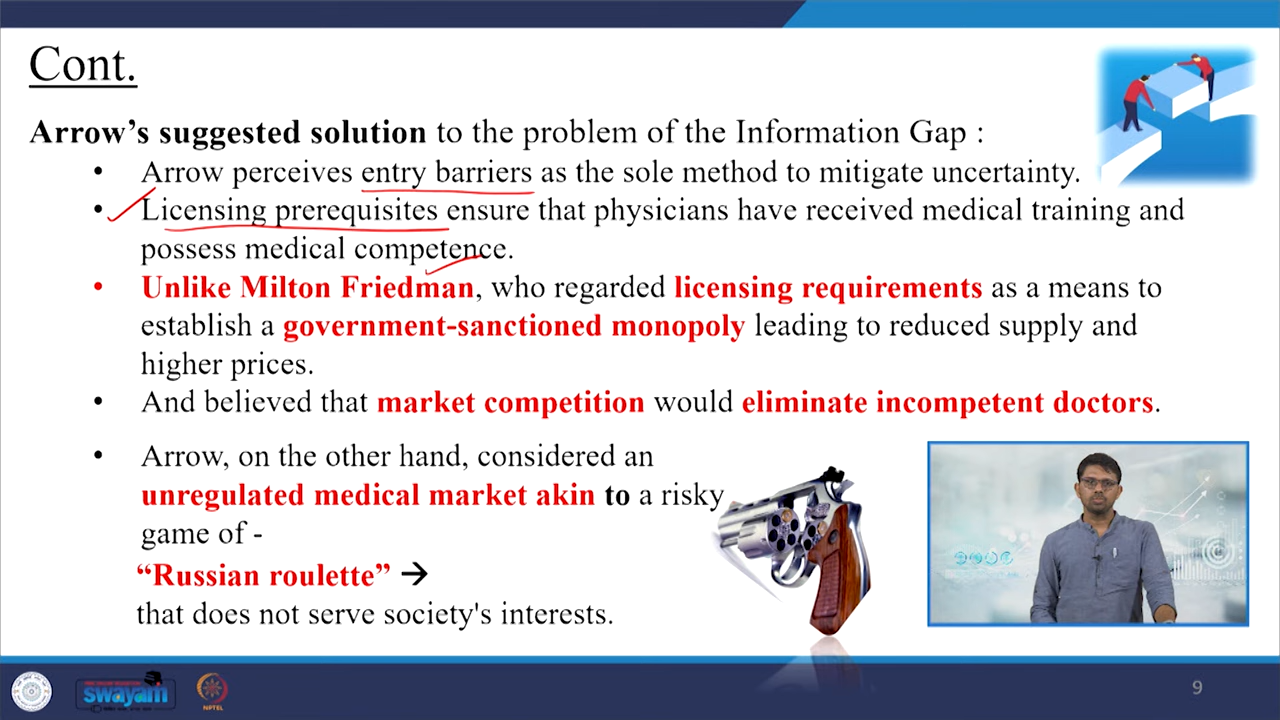 Cont.
Arrow’s suggested solution to the problem of the Information Gap :
• Arrow perceives entry barriers as the sole method to mitigate uncertainty.
• Licensing prerequisites ensure that physicians have received medical training and
possess medical competence.
• Unlike Milton Friedman, who regarded licensing requirements as a means to
establish a government-sanctioned monopoly leading to reduced supply and
higher prices.
• And believed that market competition would eliminate incompetent doctors.
• Arrow, on the other hand, considered an
unregulated medical market akin to a risky
game of -
“Russian roulette” →
that does not serve society's interests.
swayam
NPTEL
9